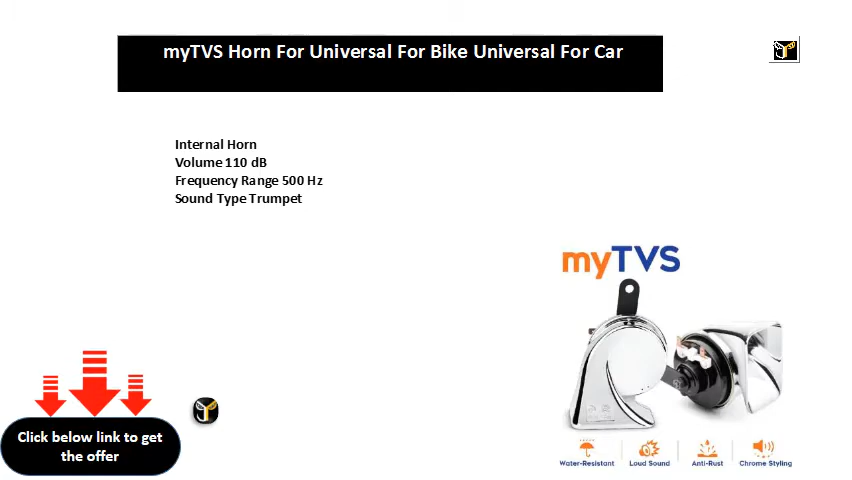 myTVS Horn For Universal For Bike Universal For Car
Internal Horn
Volume 110 dB
Frequency Range 500 Hz
Sound Type Trumpet
myTVS
Click below link to get
the offer
Water-Resistant
Loud Sound
Anti-Rust
Chrome Styling